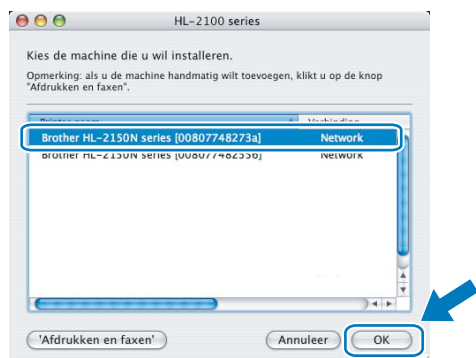 HL-2100 series
Kies de machine die u wil installeren.
Opmerking: als u de machine handmatig wilt toevoegen, klikt u op de knop
"Afdrukken en faxen".
Verbinding
Brother HL-2150N series [00807748273a] Network
Brother HL-2150N series [008077482556] Network
'Afdrukken en faxen' Annuleer OK